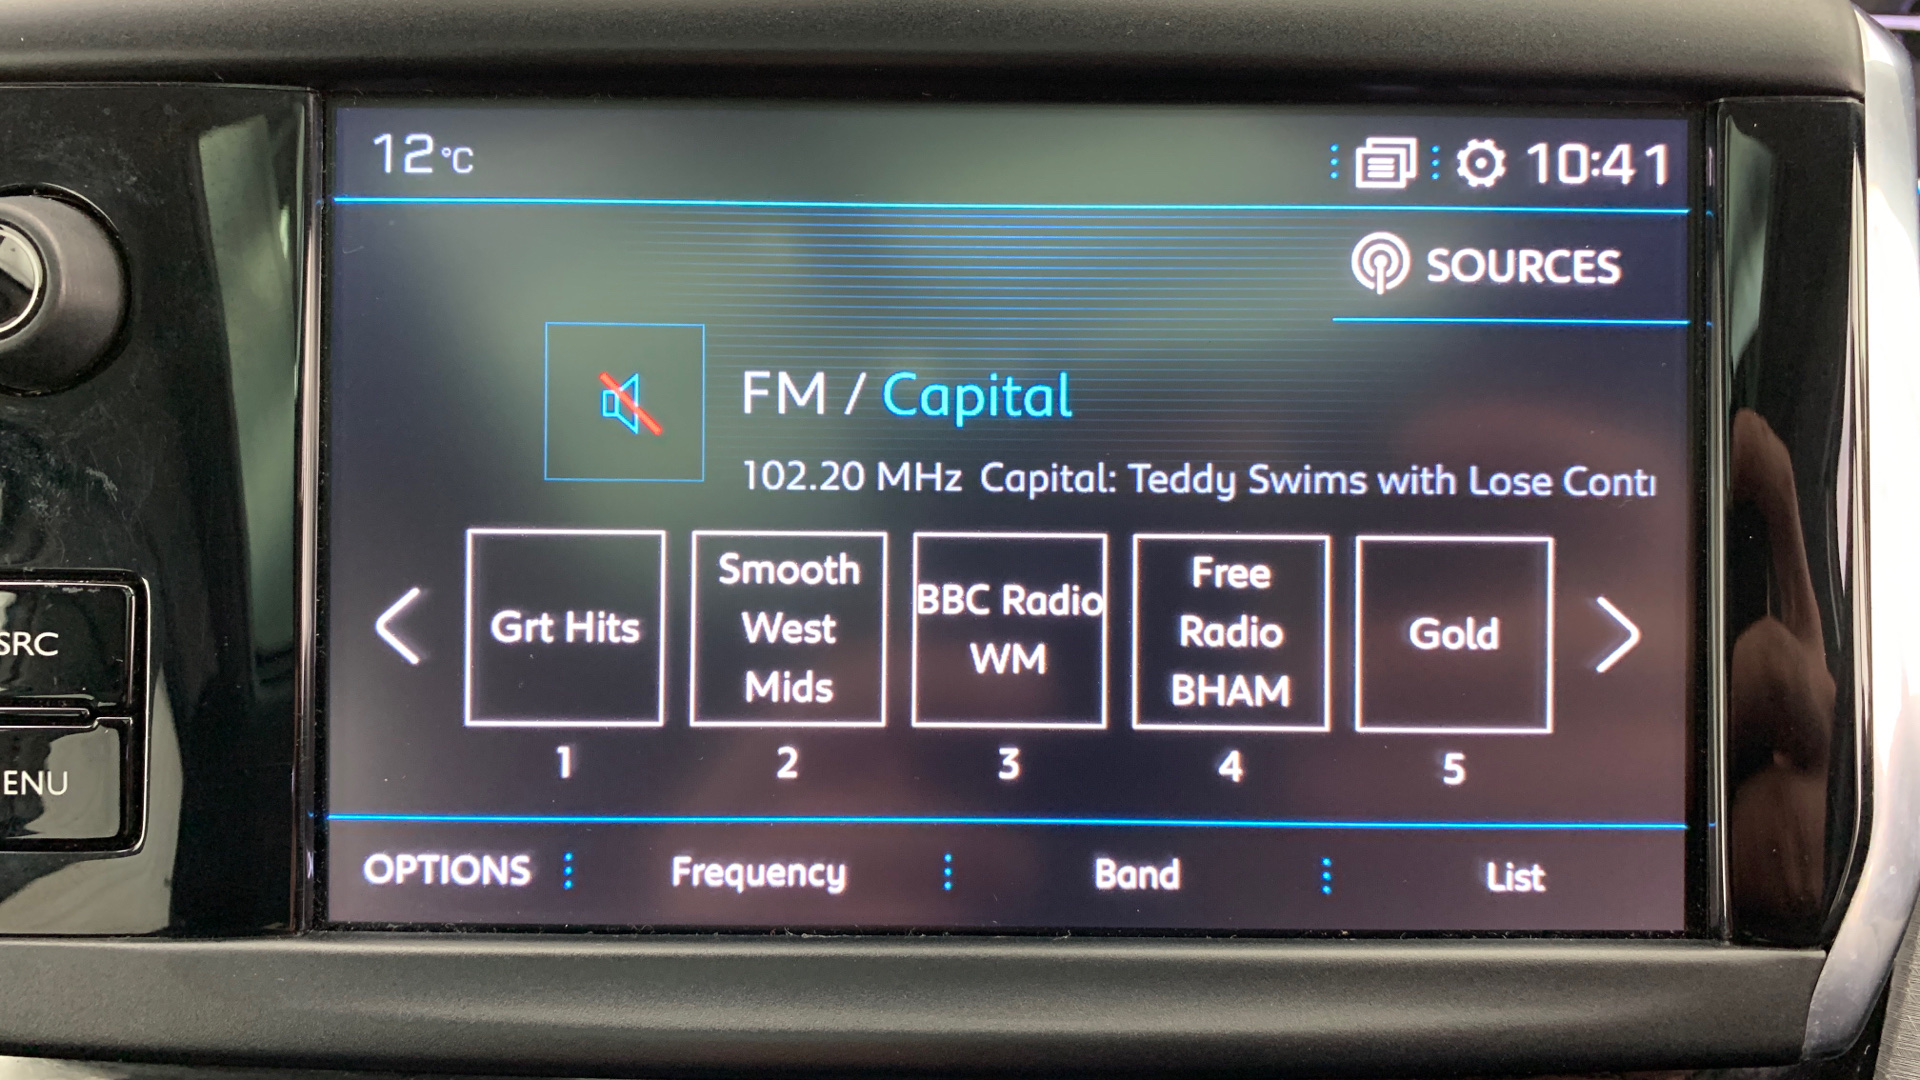 12°C
10:41
SOURCES
FM / Capital
102.20 MHz Capital: Teddy Swims with Lose Cont
Grt Hits
Smooth
West
Mids
BBC Radio
WM
Free
Radio
BHAM
Gold
1
2
3
4
5
OPTIONS
Frequency
Band
List
SRC
ENU